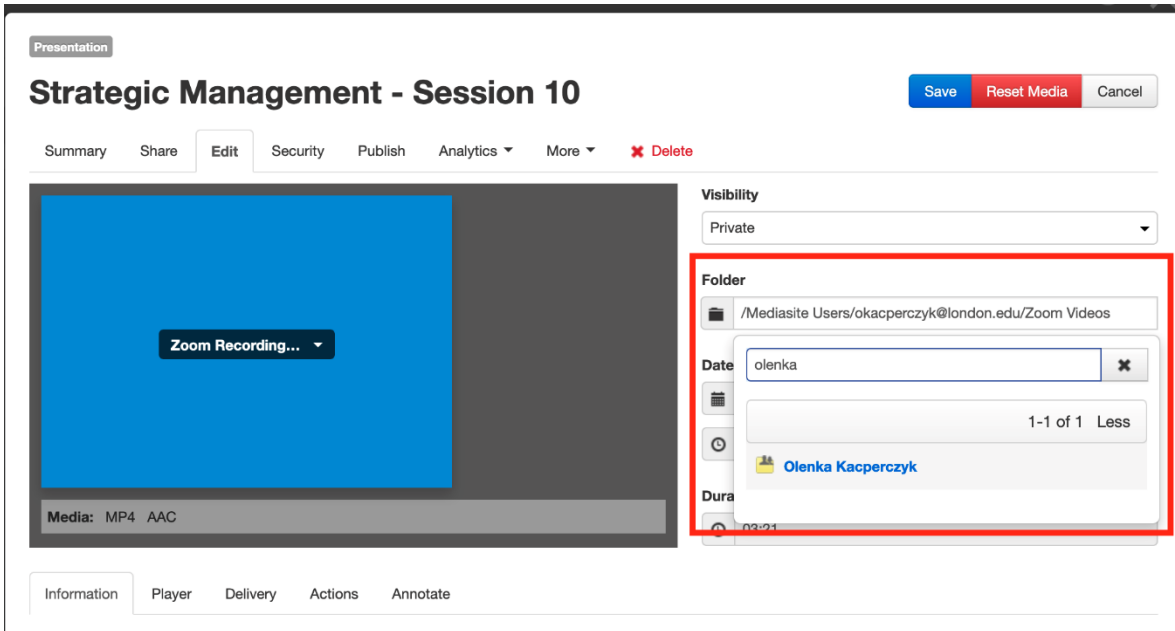 Presentation
Strategic Management - Session 10
Save Reset Media Cancel
Summary Share Edit Security Publish Analytics More Delete
Visibility
Private
Folder
/Mediasite Users/okacperczyk@london.edu/Zoom Videos
Zoom Recording...
Date
olenka
1-1 of 1 Less
Olenka Kacperczyk
Dura
03:21
Media: MP4 AAC
Information Player Delivery Actions Annotate